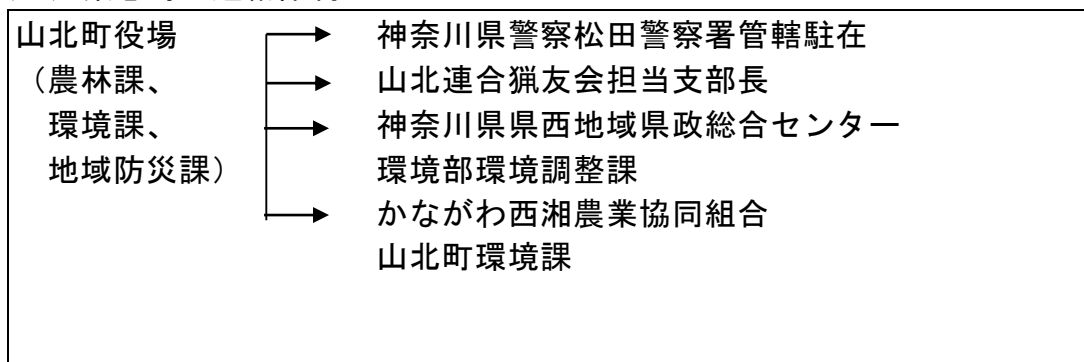 山北町役場 神奈川県警察松田警察署管轄駐在
（農林課、 山北連合猟友会担当支部長
環境課、 神奈川県県西地域県政総合センター
地域防災課） 環境部環境調整課
かながわ西湘農業協同組合
山北町環境課